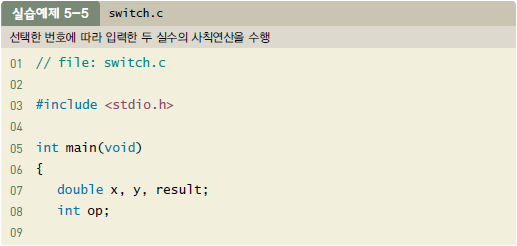 실습예제 5-5 switch.c
선택한 번호에 따라 입력한 두 실수의 사칙연산을 수행
01 // file: switch.c
02
03 #include <stdio.h>
04
05 int main(void)
06 {
07 double x, y, result;
08 int op;
09